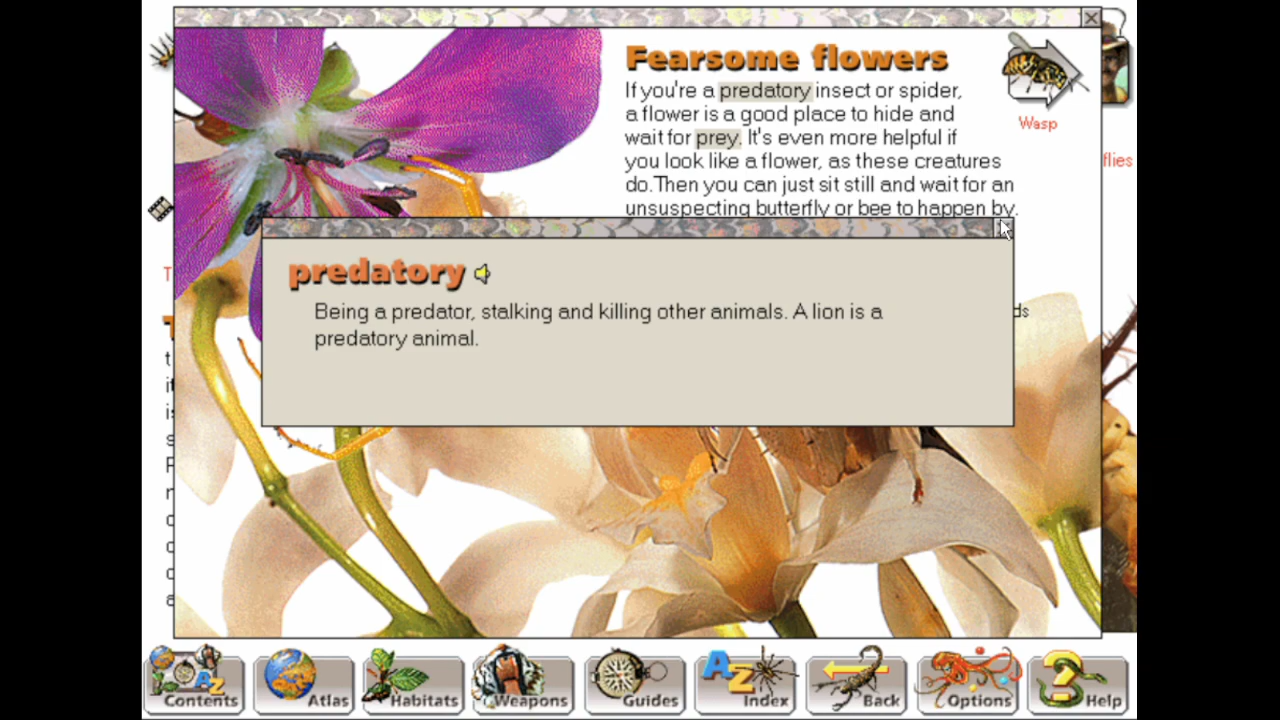 Fearsome flowers
If you're a predatory insect or spider,
a flower is a good place to hide and
wait for prey. It's even more helpful if
you look like a flower, as these creatures
do.Then you can just sit still and wait for an
unsuspecting butterfly or bee to happen by.
Wasp
flies
predatory
Being a predator, stalking and killing other animals. A lion is a
predatory animal.
ds
Contents
Atlas
Habitats
Weapons
Guides
AZ
Index
Back
Options
?
Help